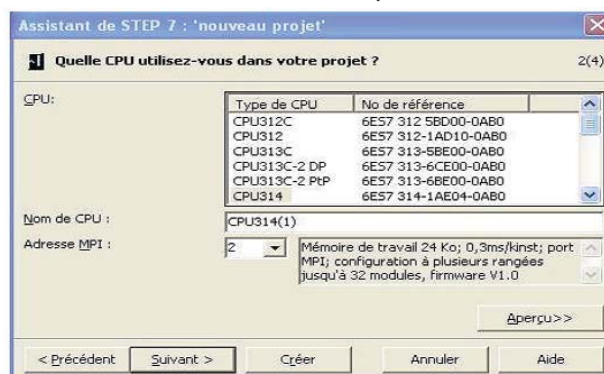 Assistant de STEP 7 : 'nouveau projet'
Quelle CPU utilisez-vous dans votre projet ? 2(4)
CPU: Type de CPU No de référence
CPU312C 6ES7 312 5BD00-0AB0
CPU312 6ES7 312-1AD10-0AB0
CPU313C 6ES7 313-5BE00-0AB0
CPU313C-2 DP 6ES7 313-6CE00-0AB0
CPU313C-2 PtP 6ES7 313-6BE00-0AB0
CPU314 6ES7 314-1AE04-0AB0
Nom de CPU : CPU314(1)
Adresse MPI : 2 Mémoire de travail 24 Ko; 0,3ms/kinst; port
MPI; configuration à plusieurs rangées
jusqu'à 32 modules, firmware V1.0
Aperçu>>
< Précédent Suivant > Créer Annuler Aide